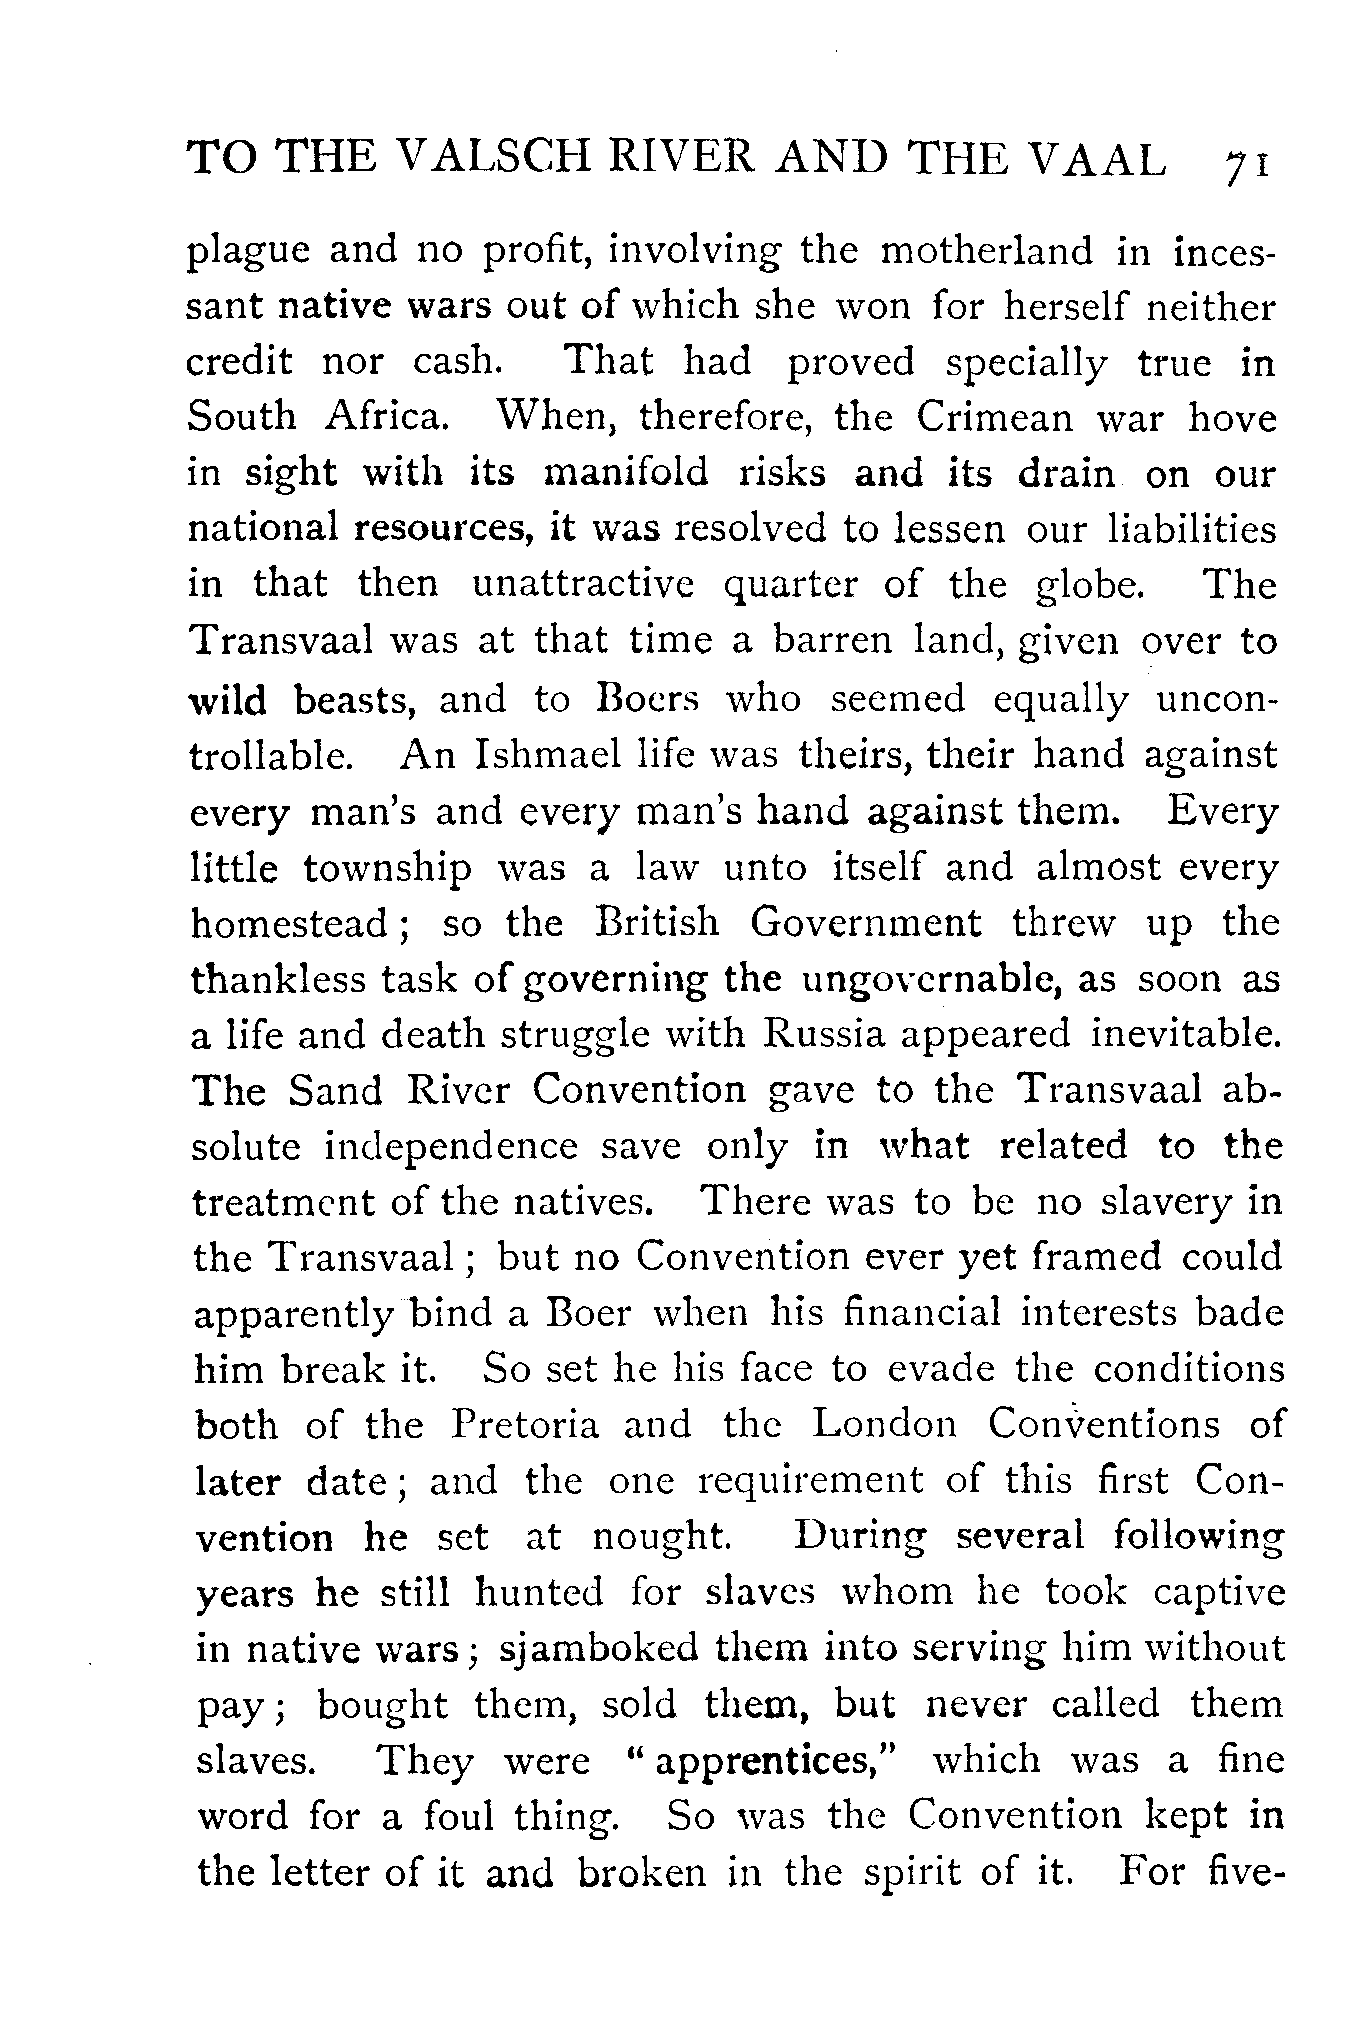 TO THE VALSCH RIVER AND THE VAAL 71
plague and no profit, involving the motherland in inces-
sant native wars out of which she won for herself neither
credit nor cash. That had proved specially true in
South Africa. When, therefore, the Crimean war hove
in sight with its manifold risks and its drain on our
national resources, it was resolved to lessen our liabilities
in that then unattractive quarter of the globe. The
Transvaal was at that time a barren land, given over to
wild beasts, and to Boers who seemed equally uncon-
trollable. An Ishmael life was theirs, their hand against
every man's and every man's hand against them. Every
little township was a law unto itself and almost every
homestead ; so the British Government threw up the
thankless task of governing the ungovernable, as soon as
a life and death struggle with Russia appeared inevitable.
The Sand River Convention gave to the Transvaal ab-
solute independence save only in what related to the
treatment of the natives. There was to be no slavery in
the Transvaal ; but no Convention ever yet framed could
apparently bind a Boer when his financial interests bade
him break it. So set he his face to evade the conditions
both of the Pretoria and the London Conventions of
later date ; and the one requirement of this first Con-
vention he set at nought. During several following
years he still hunted for slaves whom he took captive
in native wars ; sjamboked them into serving him without
pay ; bought them, sold them, but never called them
slaves. They were “ apprentices,” which was a fine
word for a foul thing. So was the Convention kept in
the letter of it and broken in the spirit of it. For five-